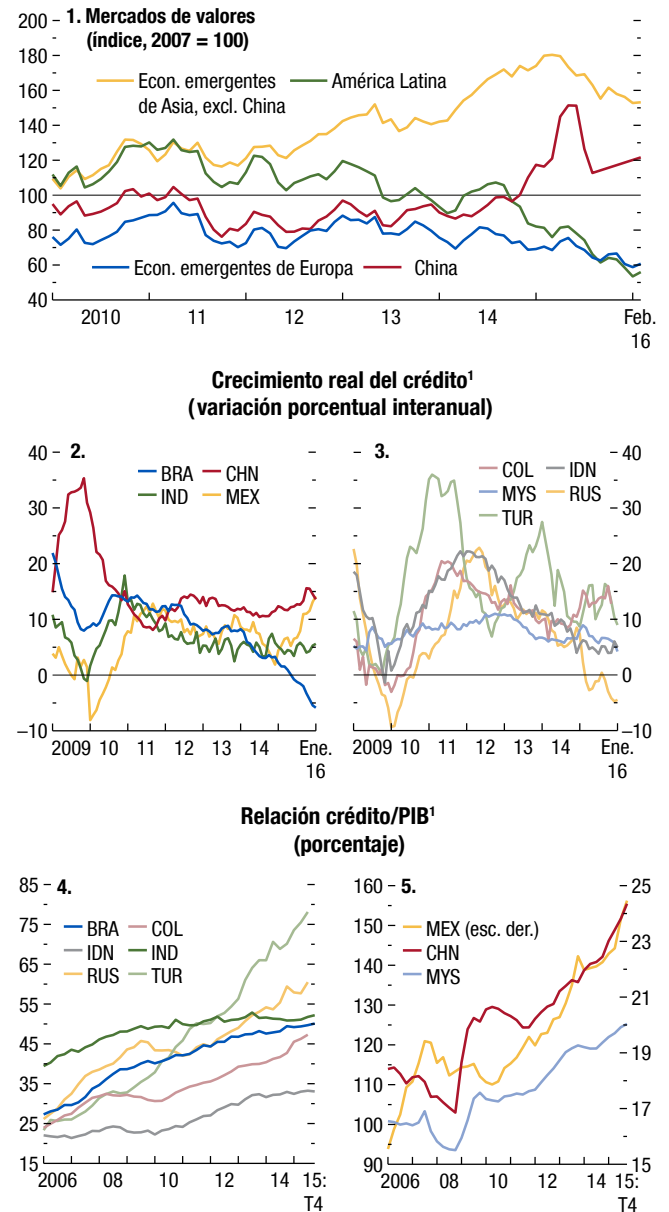 1. Mercados de valores
(índice, 2007 = 100)
200
180
160
140
120
100
80
60
40
Econ. emergentes
de Asia, excl. China
América Latina
Econ. emergentes de Europa
China
2010 11 12 13 14 Feb.
16
Crecimiento real del crédito¹
(variación porcentual interanual)
2.
40
30
20
10
0
–10
BRA CHN
IND MEX
2009 10 11 12 13 14 Ene.
16
3.
COL IDN
MYS RUS
TUR
40
30
20
10
0
–10
2009 10 11 12 13 14 Ene.
16
Relación crédito/PIB¹
(porcentaje)
4.
85
75
65
55
45
35
25
15
BRA COL
IDN IND
RUS TUR
2006 08 10 12 14 15:
T4
5.
160
150
140
130
120
110
100
90
MEX (esc. der.)
CHN
MYS
25
24
22
21
20
19
17
16
15
2006 08 10 12 14 15:
T4